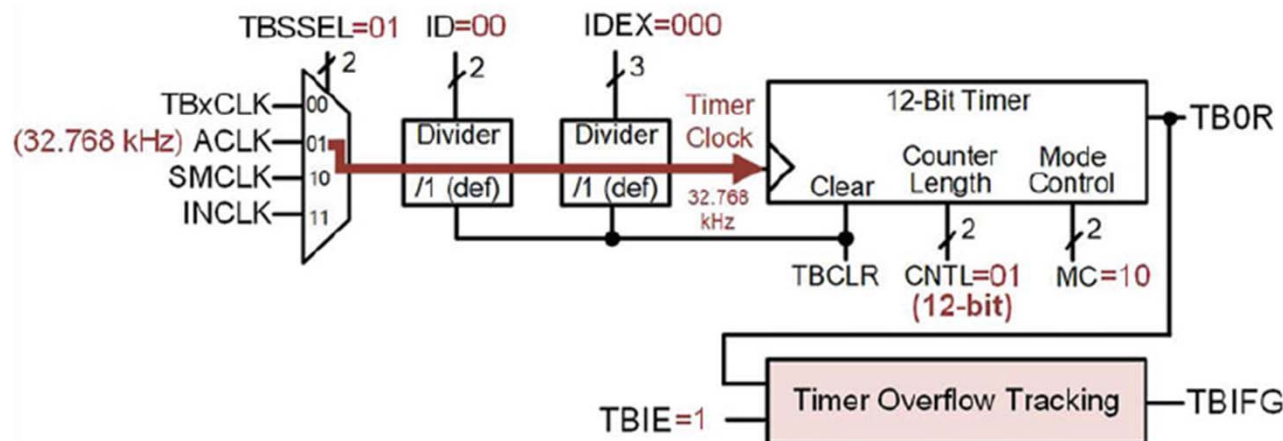 TBSSEL=01 ID=00 IDEX=000
2 2 3
TBxCLK 00
(32.768 kHz) ACLK 01
SMCLK 10
INCLK 11
Divider
/1 (def)
Divider
/1 (def)
Timer
Clock
32.768
kHz
12-Bit Timer
Clear
Counter
Length
Mode
Control
TB0R
2 2
TBCLR CNTL=01 MC=10
(12-bit)
Timer Overflow Tracking
TBIE=1
TBIFG